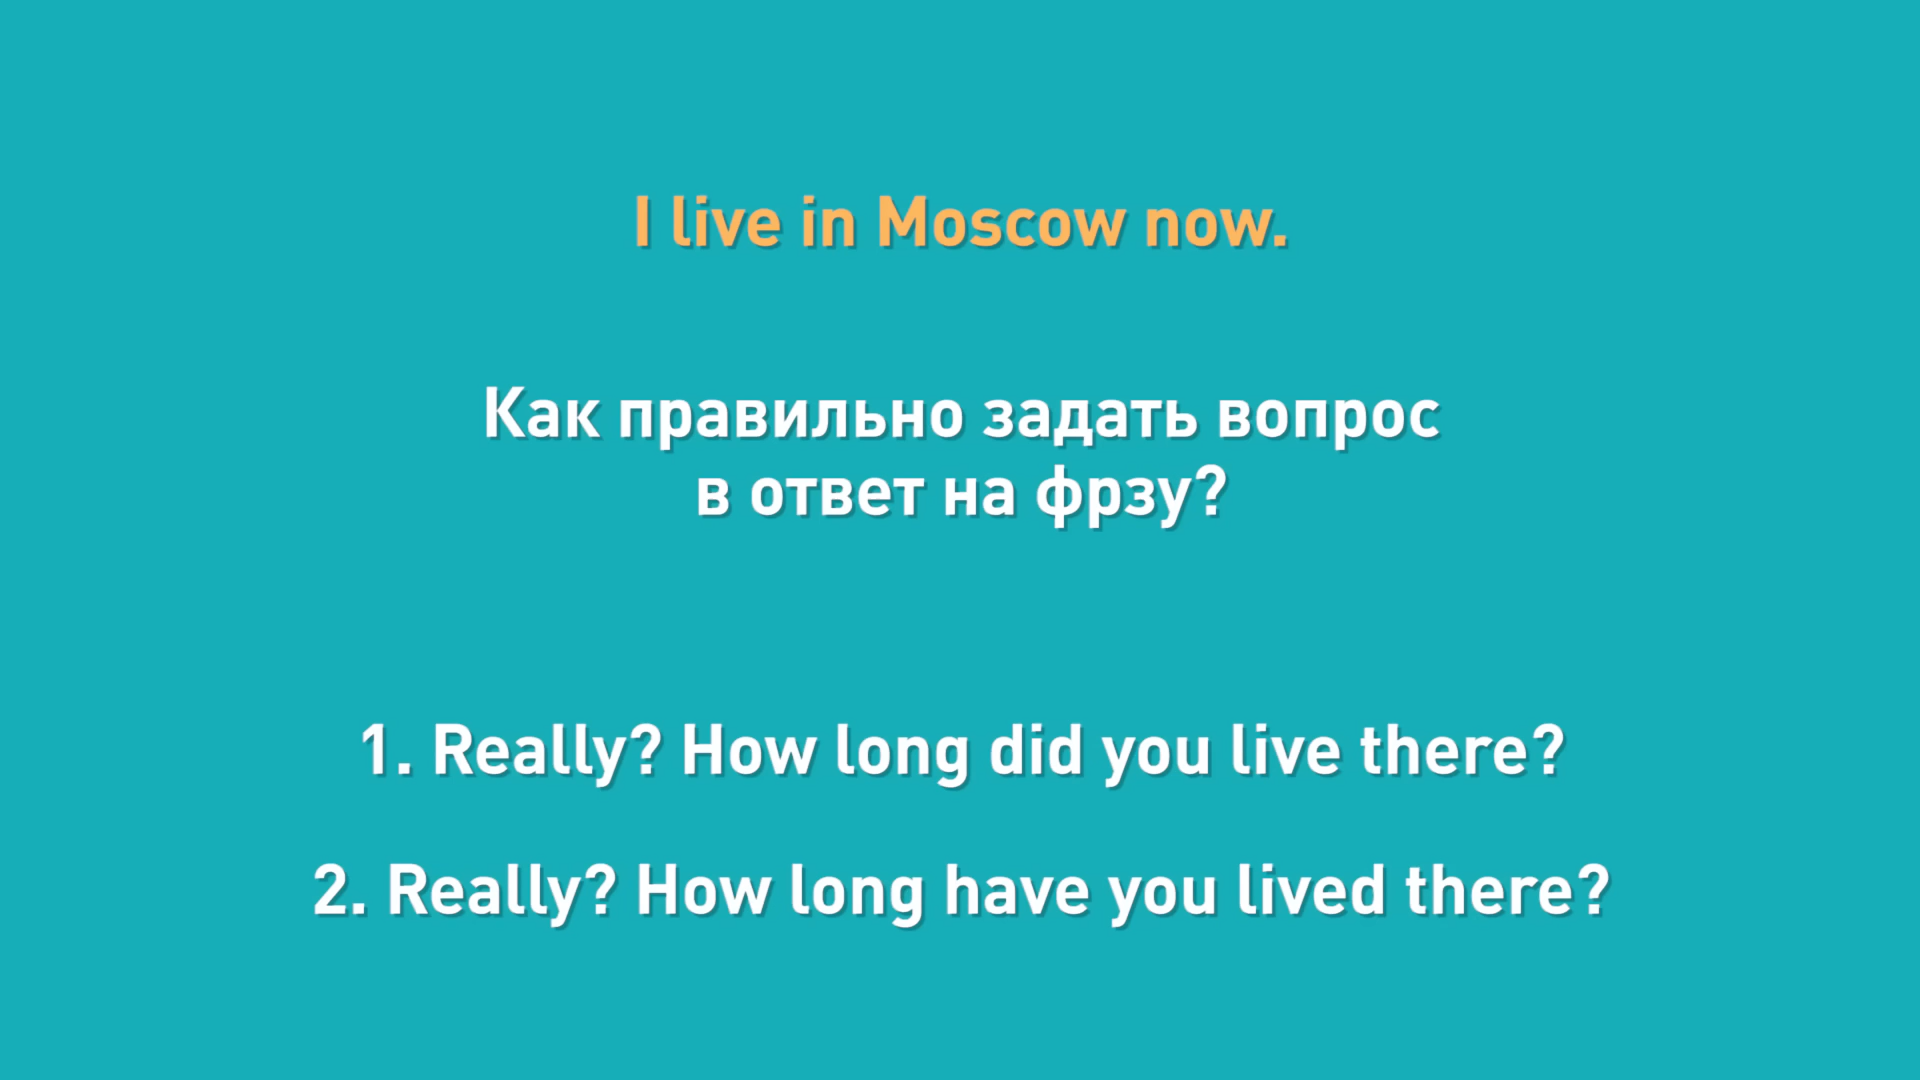 I live in Moscow now.
Как правильно задать вопрос
в ответ на фрзу?
1. Really? How long did you live there?
2. Really? How long have you lived there?